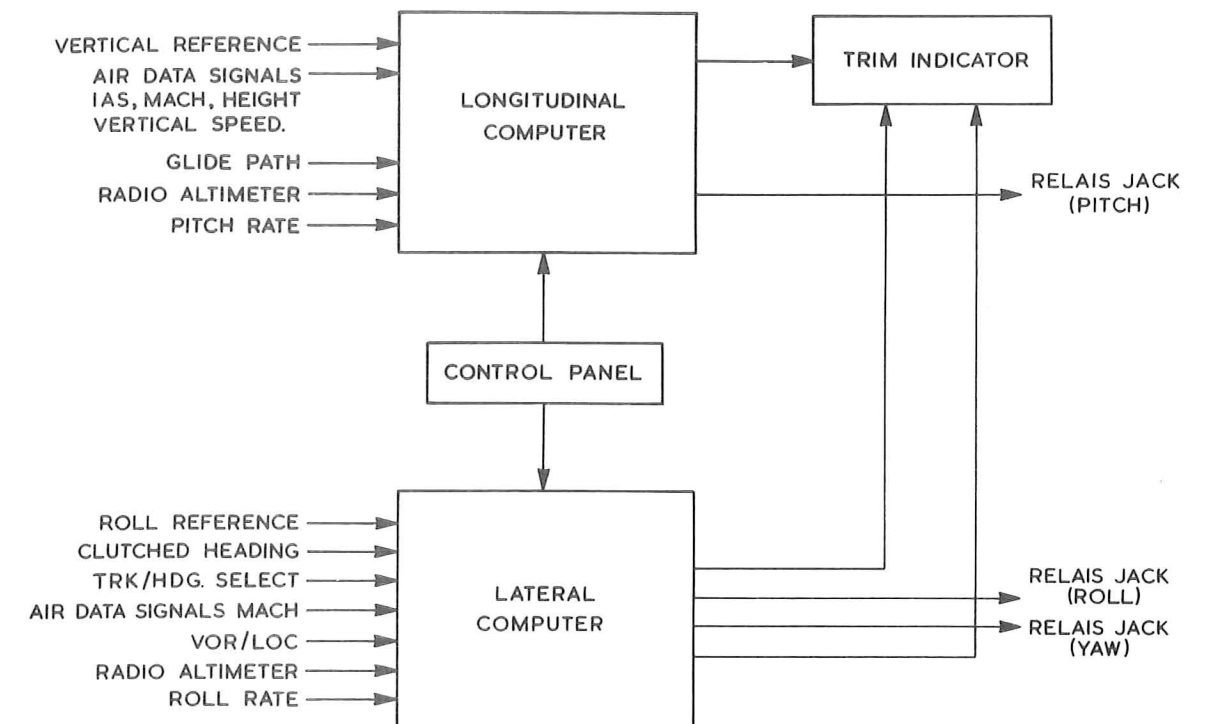 VERTICAL REFERENCE
AIR DATA SIGNALS
IAS, MACH, HEIGHT
VERTICAL SPEED.
GLIDE PATH
RADIO ALTIMETER
PITCH RATE
LONGITUDINAL
COMPUTER
TRIM INDICATOR
RELAIS JACK
(PITCH)
CONTROL PANEL
ROLL REFERENCE
CLUTCHED HEADING
TRK/HDG. SELECT
AIR DATA SIGNALS MACH
VOR/LOC
RADIO ALTIMETER
ROLL RATE
LATERAL
COMPUTER
RELAIS JACK
(ROLL)
RELAIS JACK
(YAW)